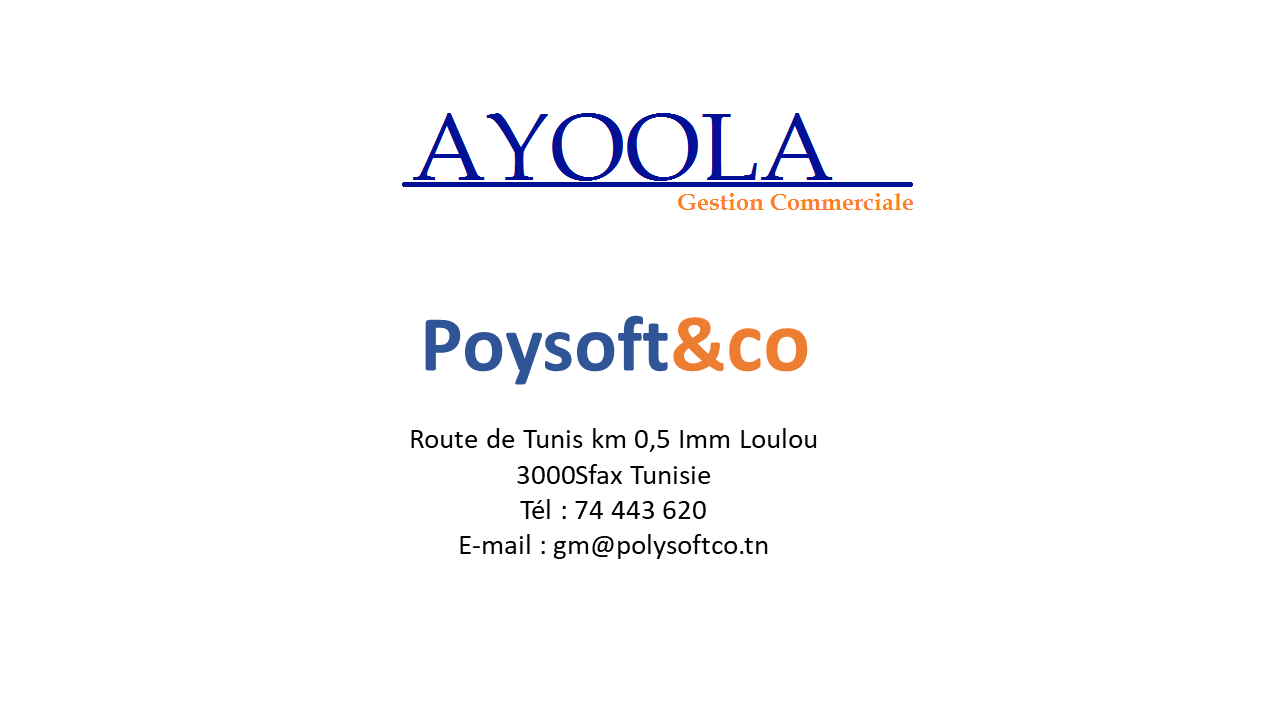 AYOOLA
Gestion Commerciale
Poysoft&co
Route de Tunis km 0,5 Imm Loulou
3000Sfax Tunisie
Tél : 74 443 620
E-mail : gm@polysoftco.tn